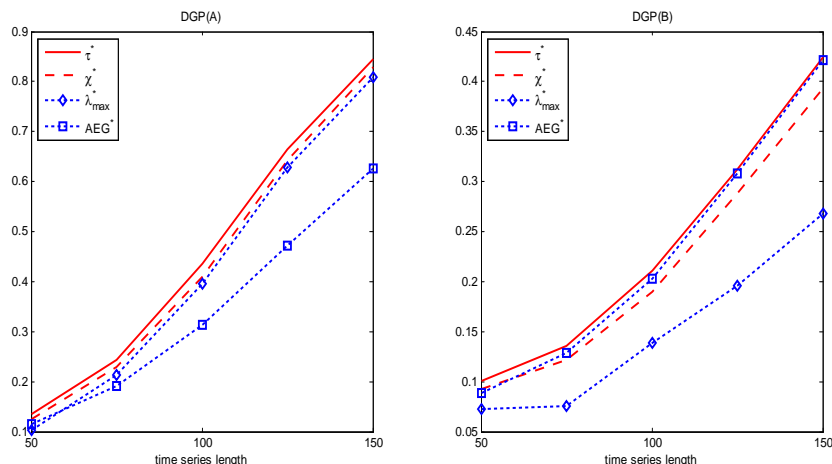 DGP(A)
0.9
0.8
0.7
0.6
0.5
0.4
0.3
0.2
0.1
50
100
150
time series length
τ*
χ*
λ*max
AEG*
DGP(B)
0.45
0.4
0.35
0.3
0.25
0.2
0.15
0.1
0.05
50
100
150
time series length
τ*
χ*
λ*max
AEG*